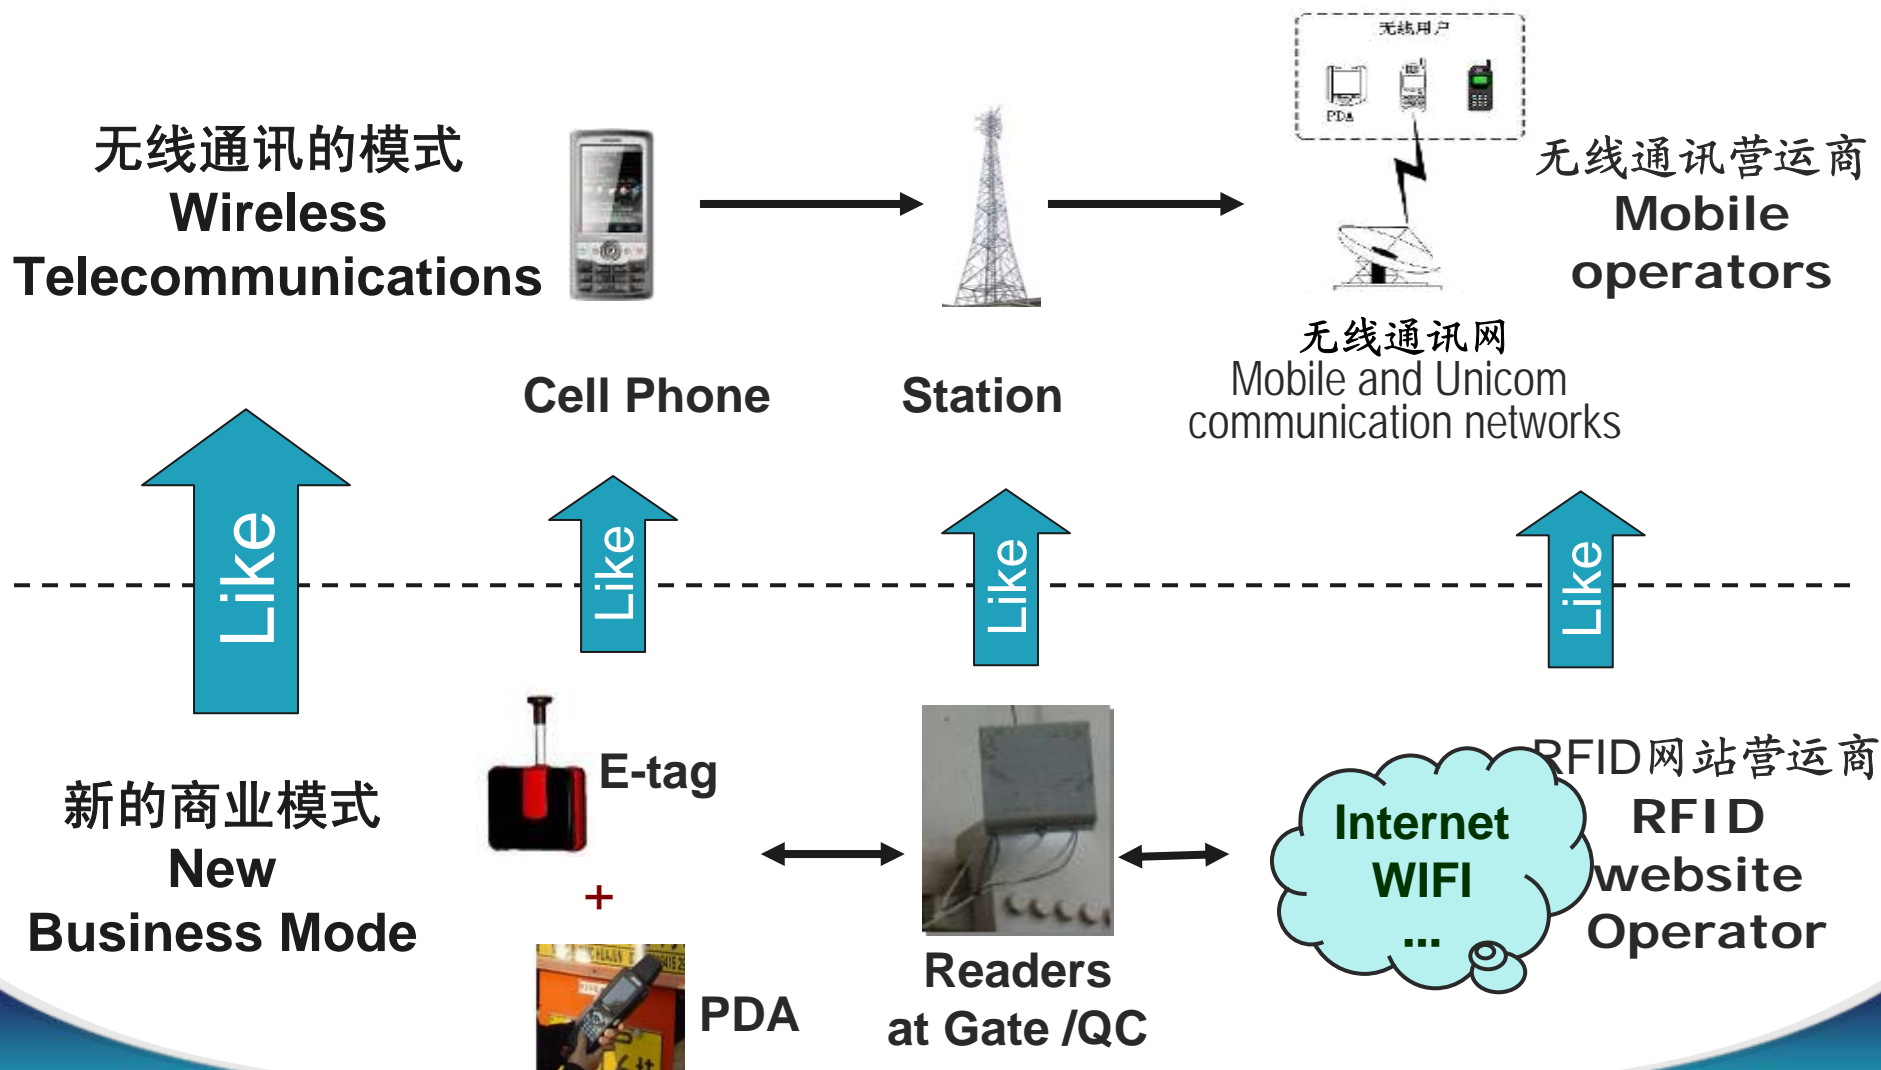 无线用户
PDA
无线通讯的模式
Wireless
Telecommunications
无线通讯营运商
Mobile
operators
无线通讯网
Mobile and Unicom
communication networks
Cell Phone
Station
Like
Like
Like
Like
新的商业模式
New
Business Mode
E-tag
+
PDA
Readers
at Gate /QC
Internet
WIFI
...
RFID网站营运商
RFID
website
Operator